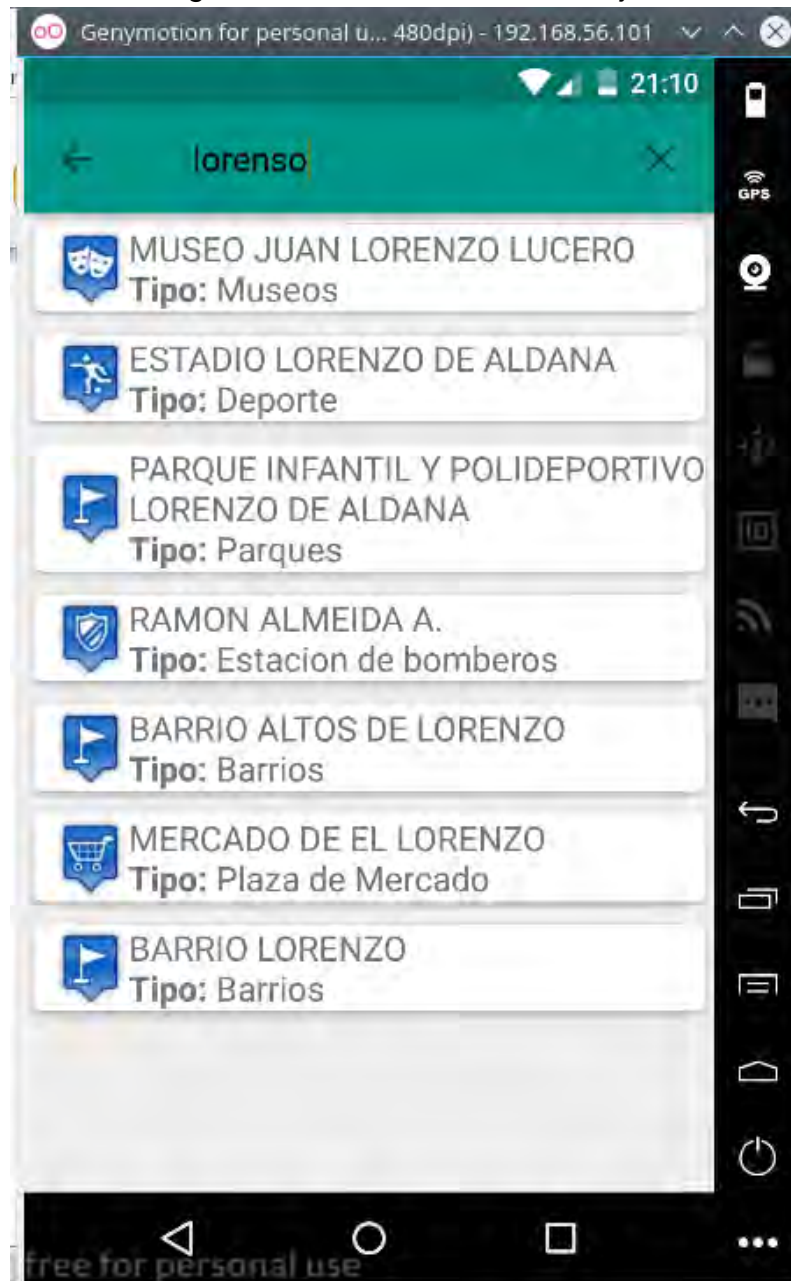 Genymotion for personal u... 480dpi) - 192.168.56.101
21:10
lorenso
GPS
MUSEO JUAN LORENZO LUCERO
Tipo: Museos
ESTADIO LORENZO DE ALDANA
Tipo: Deporte
PARQUE INFANTIL Y POLIDEPORTIVO
LORENZO DE ALDANA
Tipo: Parques
RAMON ALMEIDA A.
Tipo: Estacion de bomberos
BARRIO ALTOS DE LORENZO
Tipo: Barrios
MERCADO DE EL LORENZO
Tipo: Plaza de Mercado
BARRIO LORENZO
Tipo: Barrios
free for personal use